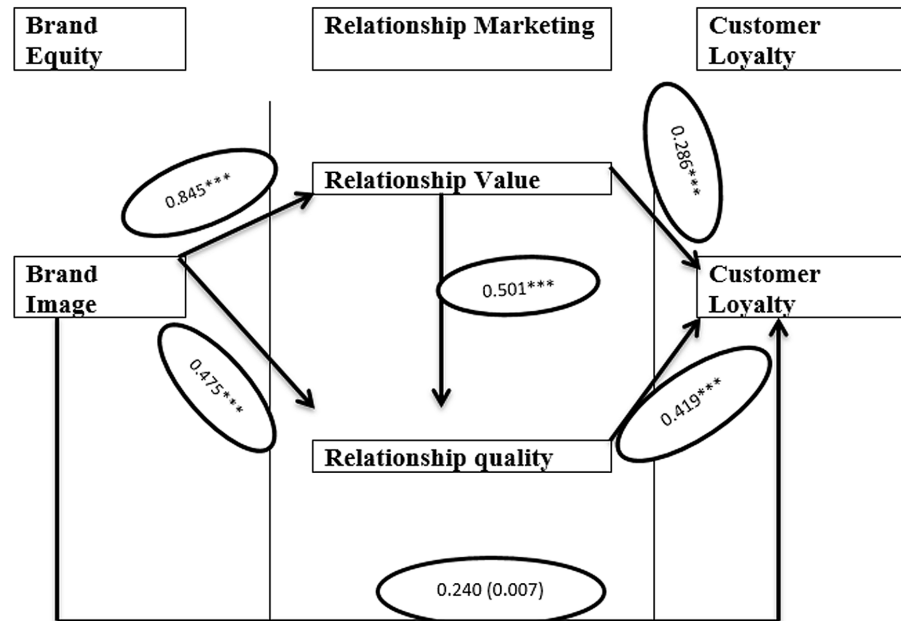 Brand
Equity
Relationship Marketing
Customer
Loyalty
0.845***
0.286***
Relationship Value
Brand
Image
0.501***
Customer
Loyalty
0.475***
0.419***
Relationship quality
0.240 (0.007)